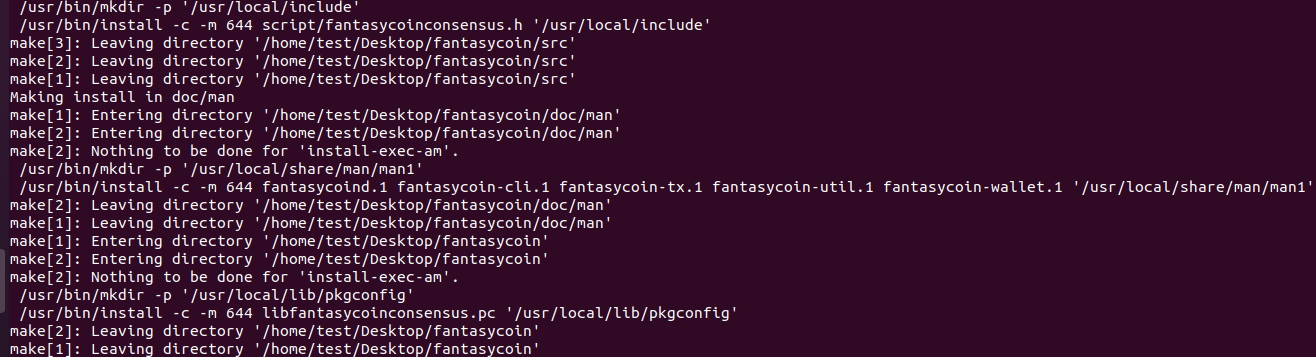 /usr/bin/mkdir -p '/usr/local/include'
/usr/bin/install -c -m 644 script/fantasycoinconsensus.h '/usr/local/include'
make[3]: Leaving directory '/home/test/Desktop/fantasycoin/src'
make[2]: Leaving directory '/home/test/Desktop/fantasycoin/src'
make[1]: Leaving directory '/home/test/Desktop/fantasycoin/src'
Making install in doc/man
make[1]: Entering directory '/home/test/Desktop/fantasycoin/doc/man'
make[2]: Entering directory '/home/test/Desktop/fantasycoin/doc/man'
make[2]: Nothing to be done for 'install-exec-am'.
/usr/bin/mkdir -p '/usr/local/share/man/man1'
/usr/bin/install -c -m 644 fantasycoind.1 fantasycoin-cli.1 fantasycoin-tx.1 fantasycoin-util.1 fantasycoin-wallet.1 '/usr/local/share/man/man1'
make[2]: Leaving directory '/home/test/Desktop/fantasycoin/doc/man'
make[1]: Leaving directory '/home/test/Desktop/fantasycoin/doc/man'
make[1]: Entering directory '/home/test/Desktop/fantasycoin'
make[2]: Entering directory '/home/test/Desktop/fantasycoin'
make[2]: Nothing to be done for 'install-exec-am'.
/usr/bin/mkdir -p '/usr/local/lib/pkgconfig'
/usr/bin/install -c -m 644 libfantasycoinconsensus.pc '/usr/local/lib/pkgconfig'
make[2]: Leaving directory '/home/test/Desktop/fantasycoin'
make[1]: Leaving directory '/home/test/Desktop/fantasycoin'